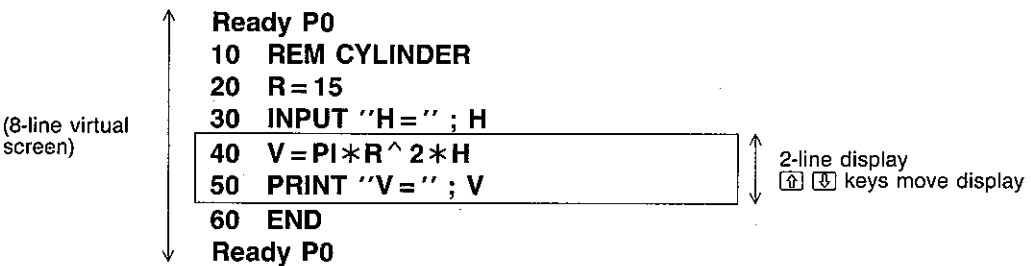 Ready P0
10 REM CYLINDER
20 R=15
30 INPUT "H=" ; H
(8-line virtual
screen)
40 V=PI*R^2*H
50 PRINT "V=" ; V
2-line display
⇧ ⇩ keys move display
60 END
Ready P0